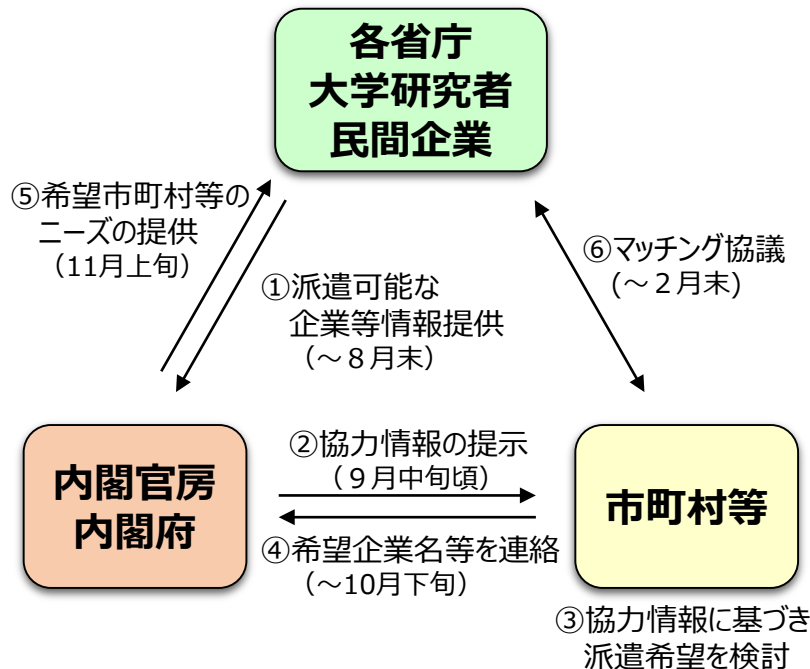 各省庁
大学研究者
民間企業
⑤希望市町村等の
ニーズの提供
（11月上旬）
①派遣可能な
企業等情報提供
（～８月末）
⑥マッチング協議
(～２月末)
内閣官房
内閣府
②協力情報の提示
（９月中旬頃）
④希望企業名等を連絡
（～10月下旬）
市町村等
③協力情報に基づき
派遣希望を検討